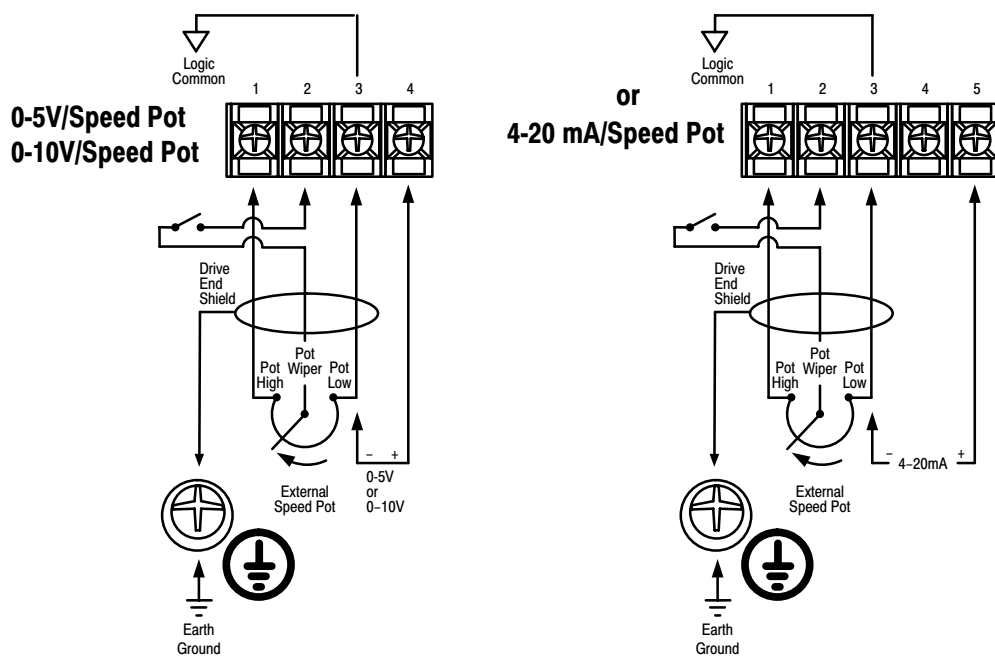 Logic
Common
1 2 3 4
0-5V/Speed Pot
0-10V/Speed Pot
Drive
End
Shield
Pot
High
Pot
Wiper
Pot
Low
– +
0-5V
or
0–10V
External
Speed Pot
Earth
Ground
or
4-20 mA/Speed Pot
Logic
Common
1 2 3 4 5
Drive
End
Shield
Pot
High
Pot
Wiper
Pot
Low
– 4–20mA +
External
Speed Pot
Earth
Ground